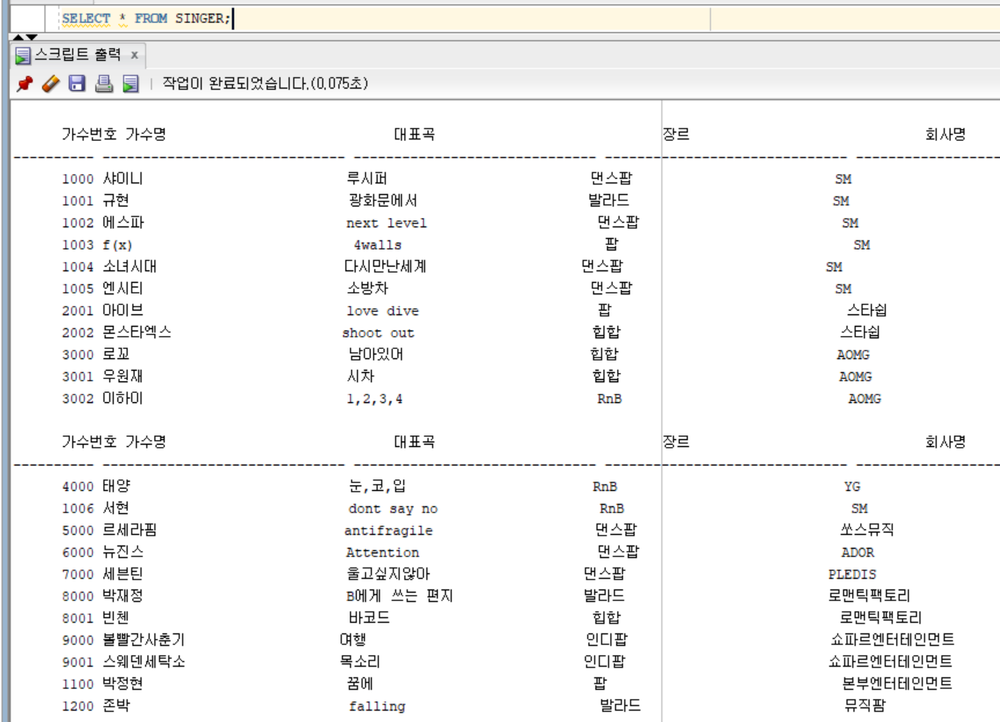 SELECT * FROM SINGER;
스크립트 출력 x
작업이 완료되었습니다.(0.075초)
가수번호 가수명 대표곡 장르 회사명
---------- ------------------------------ ------------------------------ ------------------------------ ------------------
1000 샤이니 루시퍼 댄스팝 SM
1001 규현 광화문에서 발라드 SM
1002 에스파 next level 댄스팝 SM
1003 f(x) 4walls 팝 SM
1004 소녀시대 다시만난세계 댄스팝 SM
1005 엔시티 소방차 댄스팝 SM
2001 아이브 love dive 팝 스타쉽
2002 몬스타엑스 shoot out 힙합 스타쉽
3000 로꼬 남아있어 힙합 AOMG
3001 우원재 시차 힙합 AOMG
3002 이하이 1,2,3,4 RnB AOMG
가수번호 가수명 대표곡 장르 회사명
---------- ------------------------------ ------------------------------ ------------------------------ ------------------
4000 태양 눈,코,입 RnB YG
1006 서현 dont say no RnB SM
5000 르세라핌 antifragile 댄스팝 쏘스뮤직
6000 뉴진스 Attention 댄스팝 ADOR
7000 세븐틴 울고싶지않아 댄스팝 PLEDIS
8000 박재정 B에게 쓰는 편지 발라드 로맨틱팩토리
8001 빈첸 바코드 힙합 로맨틱팩토리
9000 볼빨간사춘기 여행 인디팝 쇼파르엔터테인먼트
9001 스웨덴세탁소 목소리 인디팝 쇼파르엔터테인먼트
1100 박정현 꿈에 팝 본부엔터테인먼트
1200 존박 falling 발라드 뮤직팜